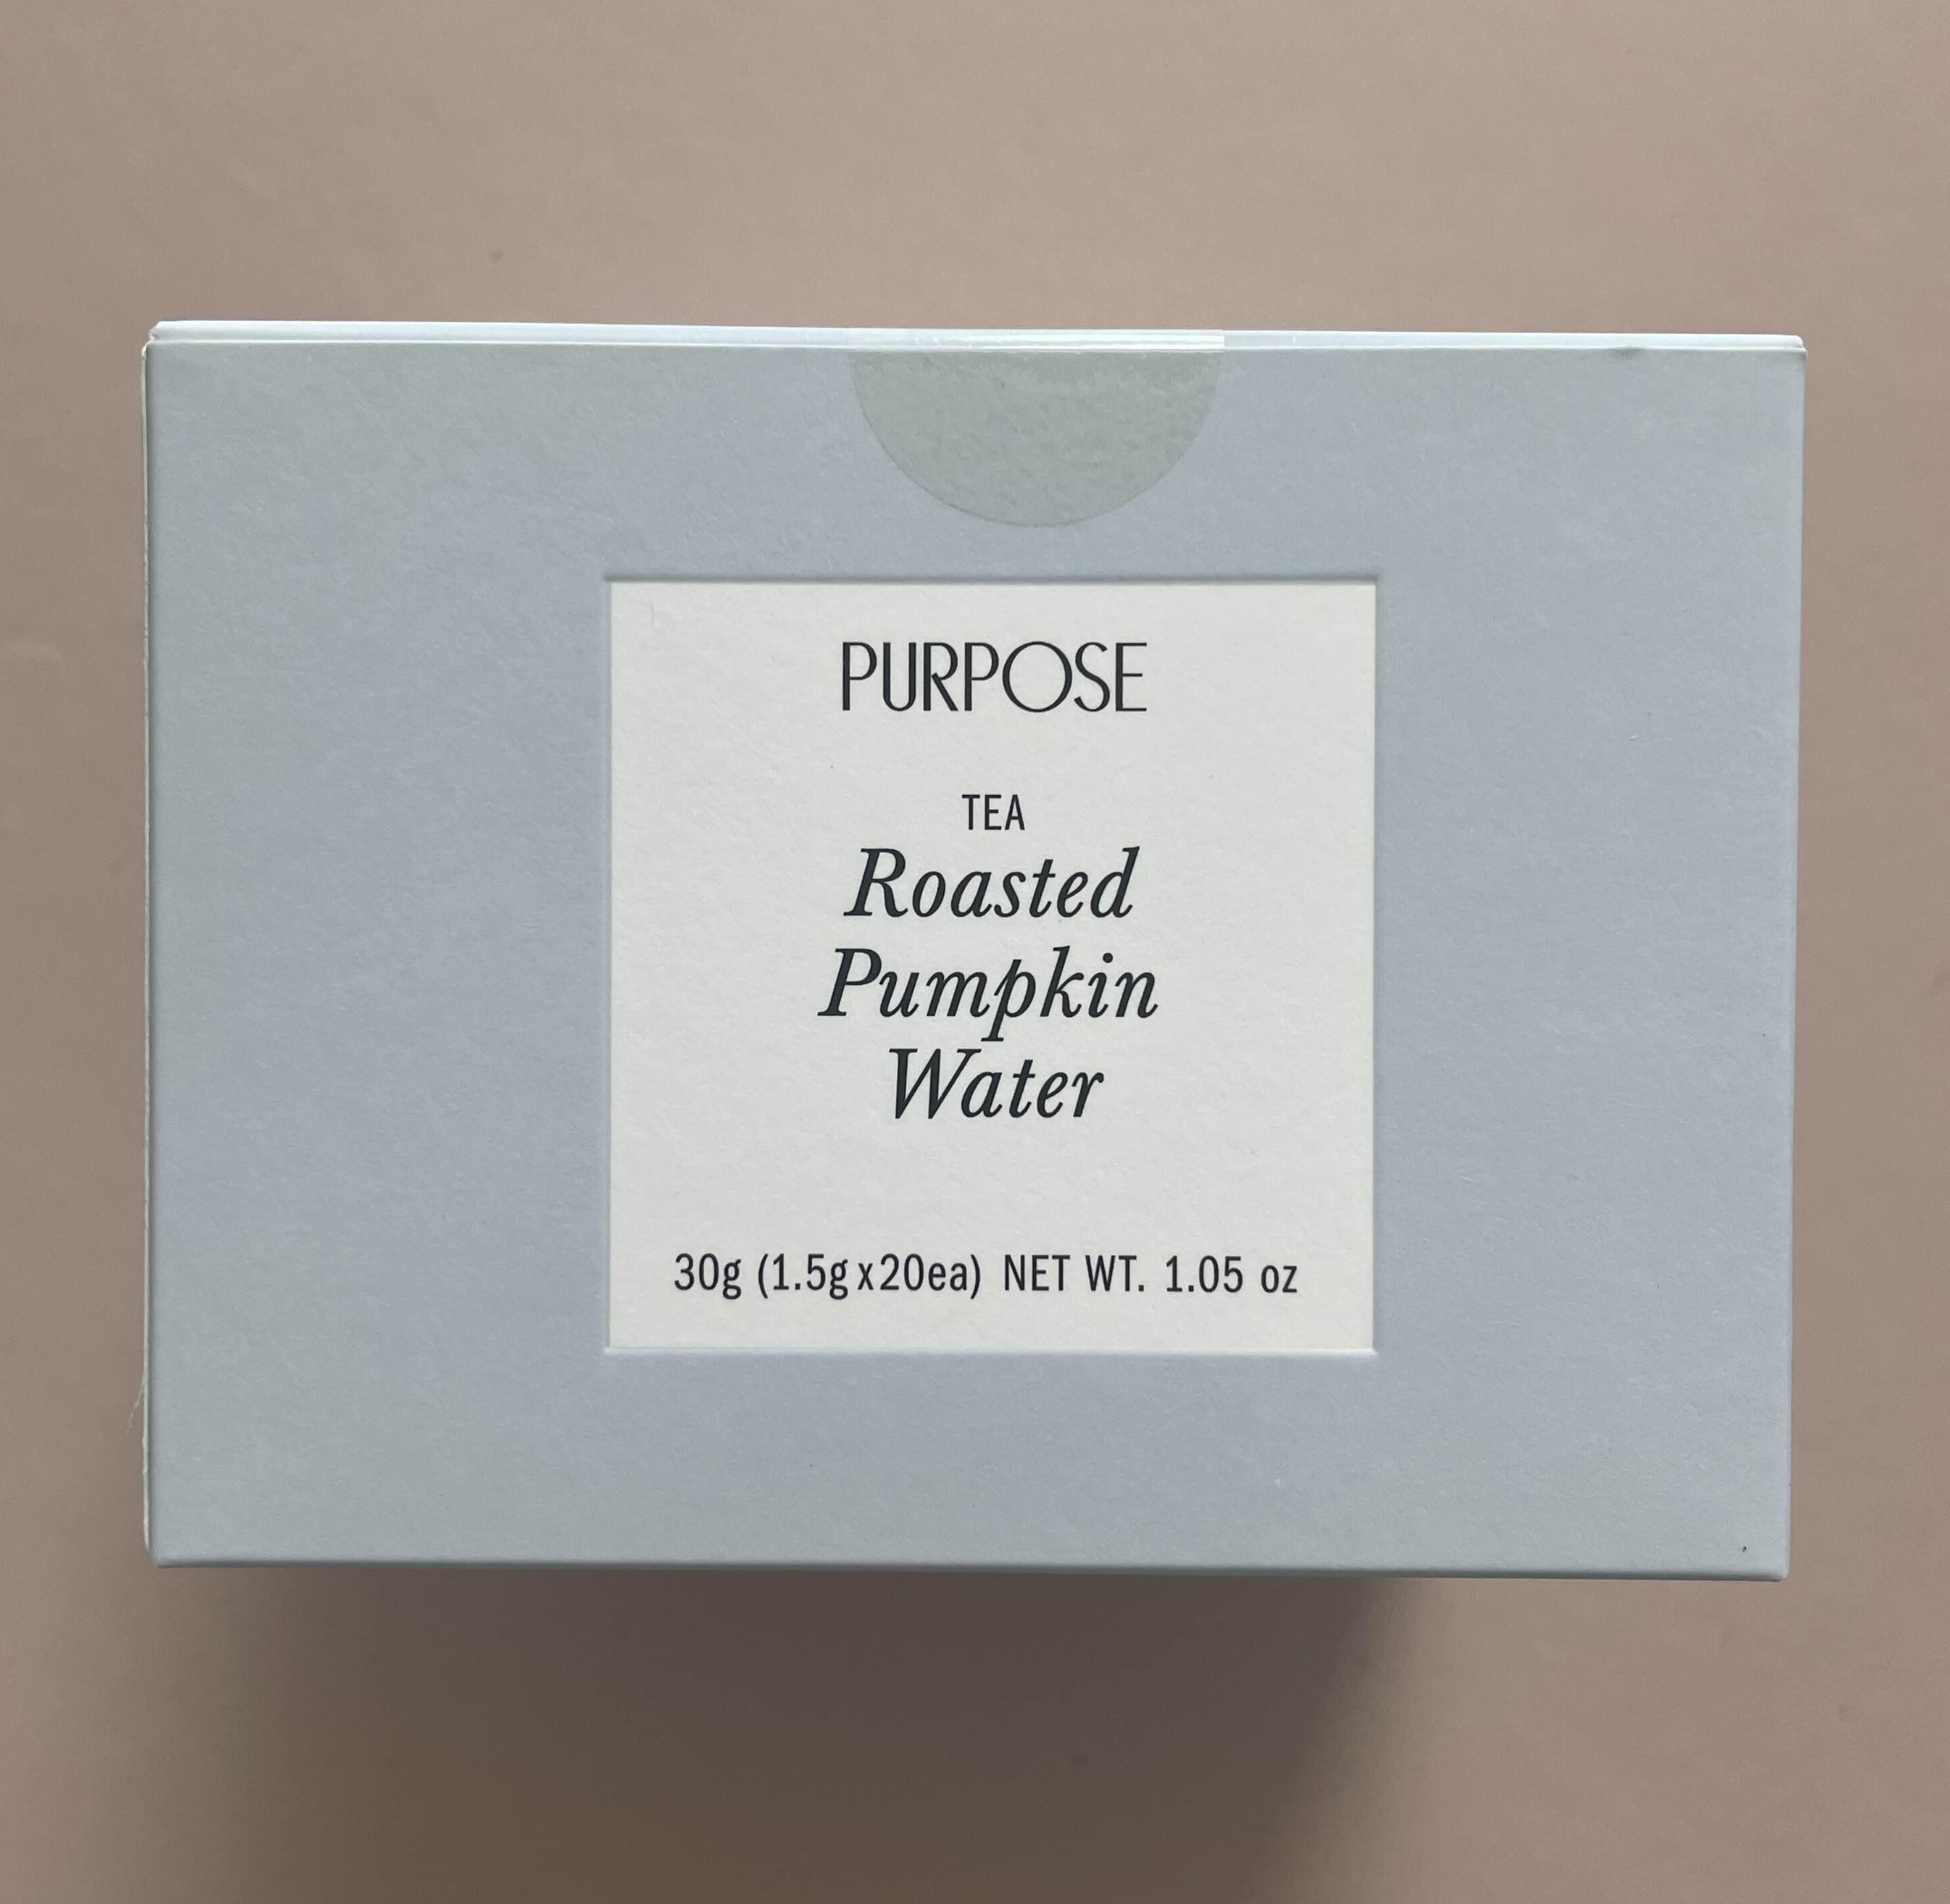 PURPOSE
TEA
Roasted
Pumpkin
Water
30g (1.5g x 20ea) NET WT. 1.05 oz